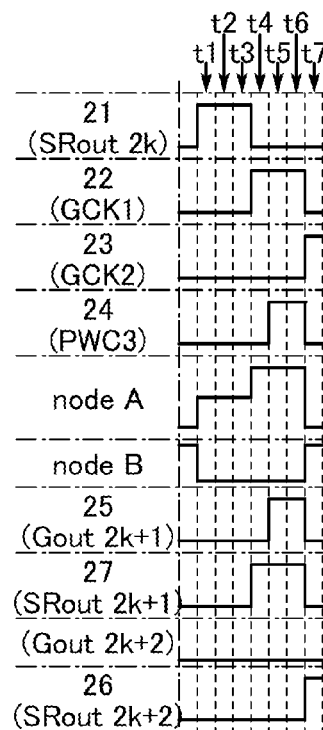 t2 t4 t6
t1 t3 t5 t7
21
(SRout 2k)
22
(GCK1)
23
(GCK2)
24
(PWC3)
node A
node B
25
(Gout 2k+1)
27
(SRout 2k+1)
(Gout 2k+2)
26
(SRout 2k+2)